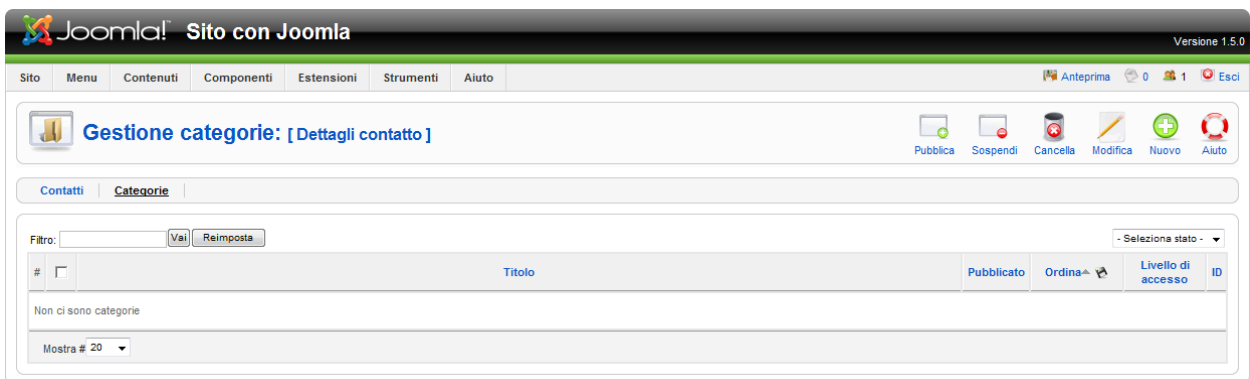 Joomla! Sito con Joomla
Versione 1.5.0
Sito Menu Contenuti Componenti Estensioni Strumenti Aiuto Anteprima 0 1 Esci
Gestione categorie: [ Dettagli contatto ]
Pubblica Sospendi Cancella Modifica Nuovo Aiuto
Contatti Categorie
Filtro: Vai Reimposta - Seleziona stato -
# Titolo Pubblicato Ordina Livello di accesso ID
Non ci sono categorie
Mostra # 20